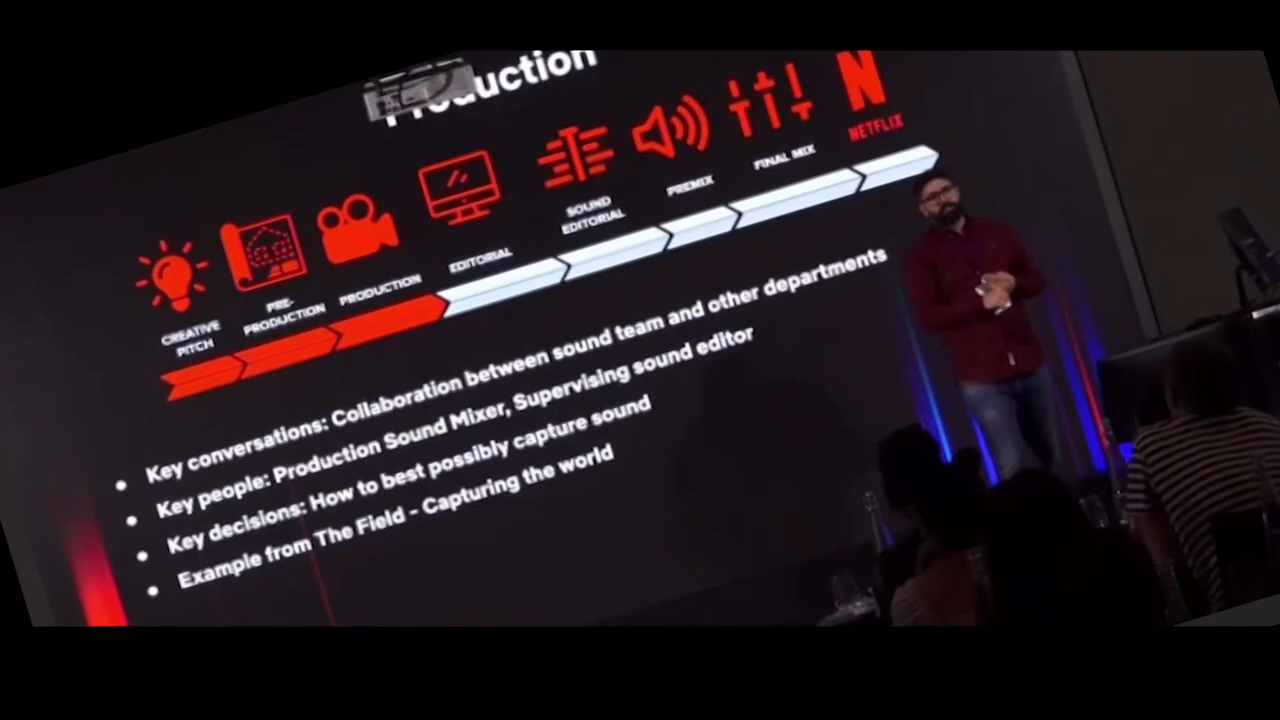 Production
CREATIVE
PITCH
PRE-
PRODUCTION
PRODUCTION
EDITORIAL
SOUND
EDITORIAL
PREMIX
FINAL MIX
N
NETFLIX
• Key conversations: Collaboration between sound team and other departments
• Key people: Production Sound Mixer, Supervising sound editor
• Key decisions: How to best possibly capture sound
• Example from The Field - Capturing the world